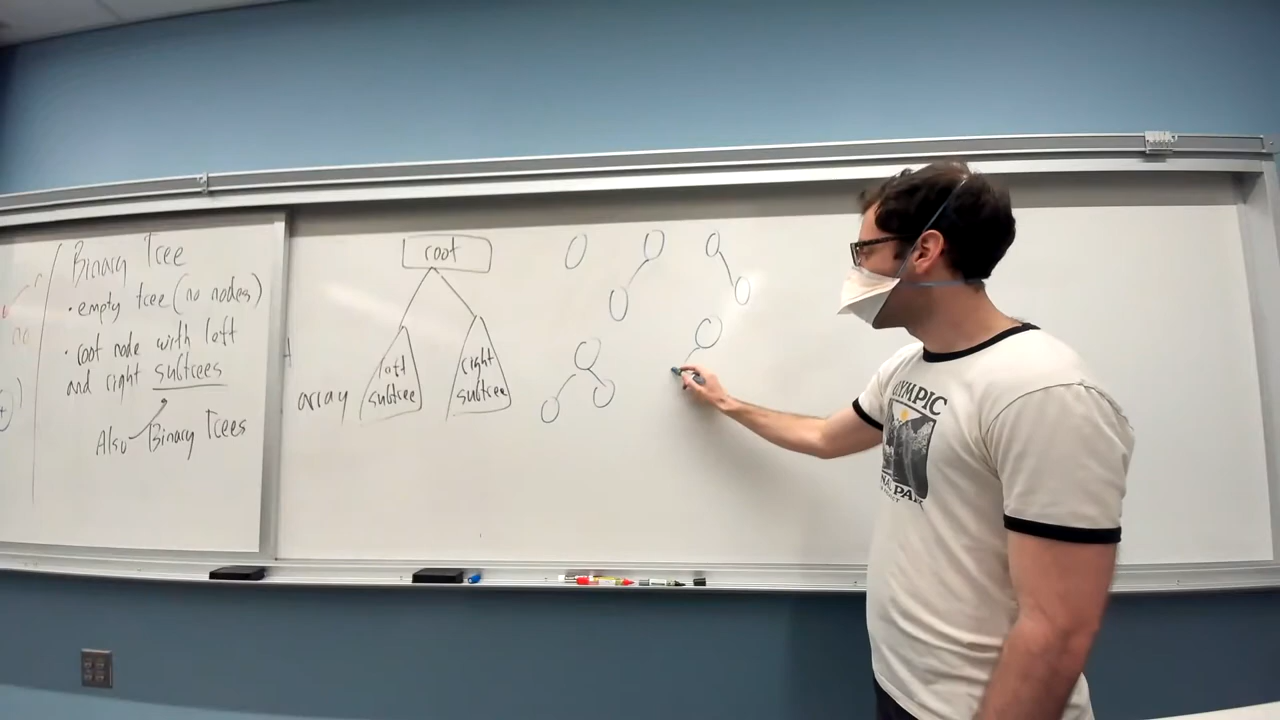 Binary Tree
• empty tree (no nodes)
• root node with left
and right subtrees
Also Binary Trees
array
root
left
subtree
right
subtree
OLYMPIC